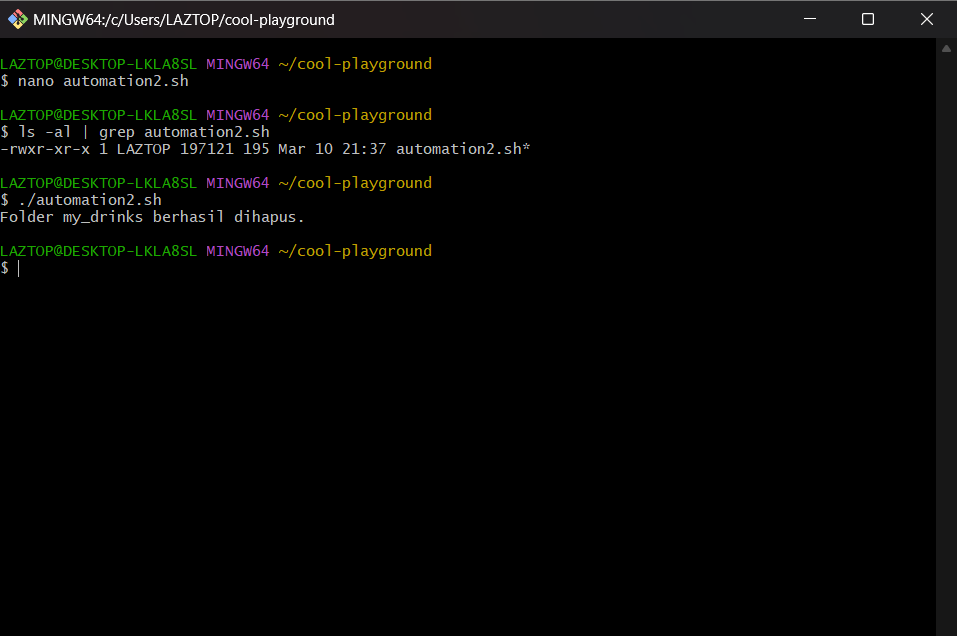 MINGW64:/c/Users/LAZTOP/cool-playground
LAZTOP@DESKTOP-LKLA8SL MINGW64 ~/cool-playground
$ nano automation2.sh
LAZTOP@DESKTOP-LKLA8SL MINGW64 ~/cool-playground
$ ls -al | grep automation2.sh
-rwxr-xr-x 1 LAZTOP 197121 195 Mar 10 21:37 automation2.sh*
LAZTOP@DESKTOP-LKLA8SL MINGW64 ~/cool-playground
$ ./automation2.sh
Folder my_drinks berhasil dihapus.
LAZTOP@DESKTOP-LKLA8SL MINGW64 ~/cool-playground
$